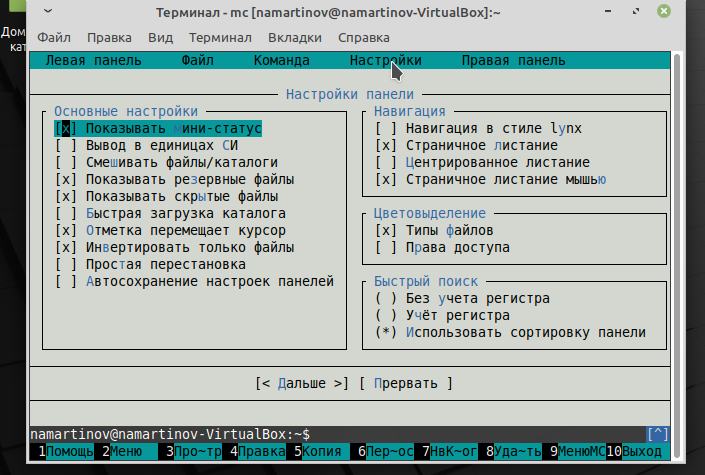 Дом
кат
Терминал - mc [namartinov@namartinov-VirtualBox]:~
Файл Правка Вид Терминал Вкладки Справка
Левая панель Файл Команда Настройки Правая панель
Настройки панели
Основные настройки
[x] Показывать мини-статус
[ ] Вывод в единицах СИ
[ ] Смешивать файлы/каталоги
[x] Показывать резервные файлы
[x] Показывать скрытые файлы
[ ] Быстрая загрузка каталога
[x] Отметка перемещает курсор
[x] Инвертировать только файлы
[ ] Простая перестановка
[ ] Автосохранение настроек панелей
Навигация
[ ] Навигация в стиле lynx
[x] Страничное листание
[ ] Центрированное листание
[x] Страничное листание мышью
Цветовыделение
[x] Типы файлов
[ ] Права доступа
Быстрый поиск
( ) Без учета регистра
( ) Учёт регистра
(*) Использовать сортировку панели
[< Дальше >] [ Прервать ]
namartinov@namartinov-VirtualBox:~$ [^]
1Помощь 2Меню 3Про~тр 4Правка 5Копия 6Пер~ос 7НвК~ог 8Уда~ть 9МенюMC 10Выход